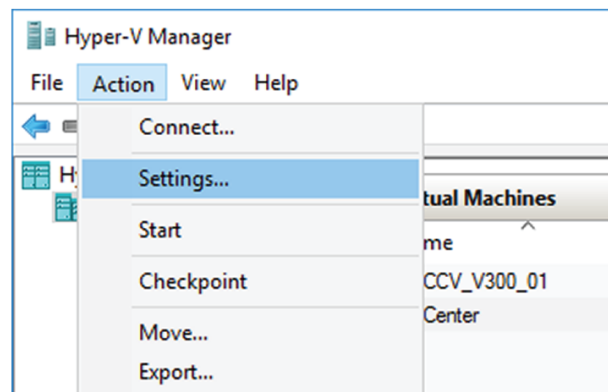 Hyper-V Manager
File Action View Help
Connect...
Settings...
Start
Checkpoint
Move...
Export...
tual Machines
me
CCV_V300_01
Center